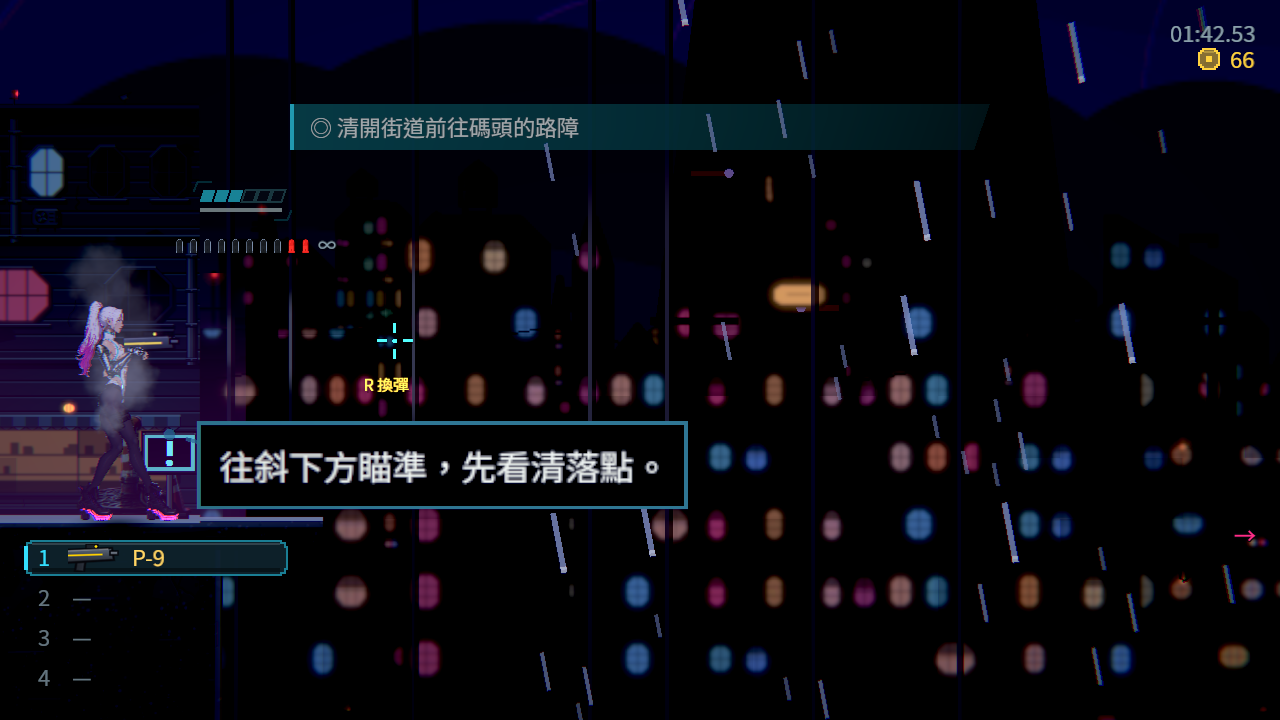 01:42.53
66
◎ 清開街道前往碼頭的路障
∞
R 換彈
!
往斜下方瞄準，先看清落點。
1 P-9
2 —
3 —
4 —